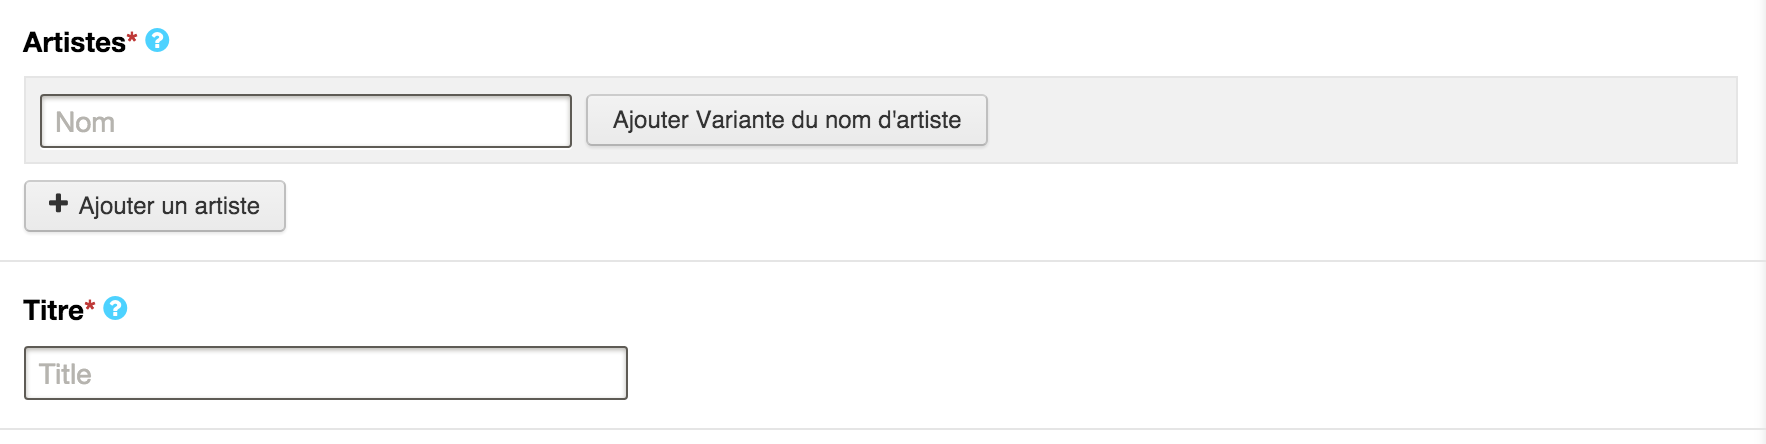 Artistes* ?
Nom
Ajouter Variante du nom d'artiste
+ Ajouter un artiste
Titre* ?
Title